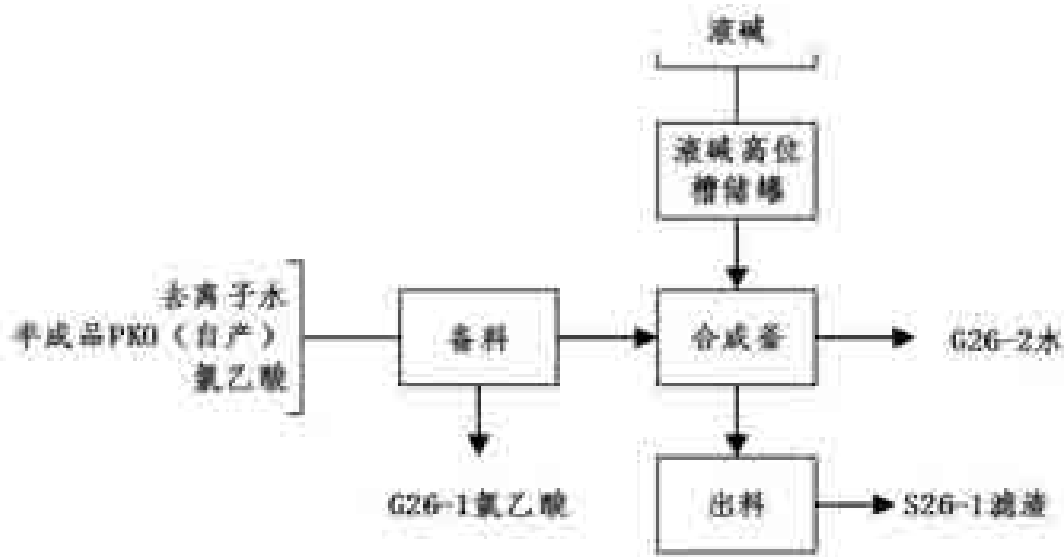 液碱
液碱高位
槽储罐
去离子水
半成品PKO（自产）
氯乙酸
备料
合成釜
G26-2水
G26-1氯乙酸
出料
S26-1滤渣